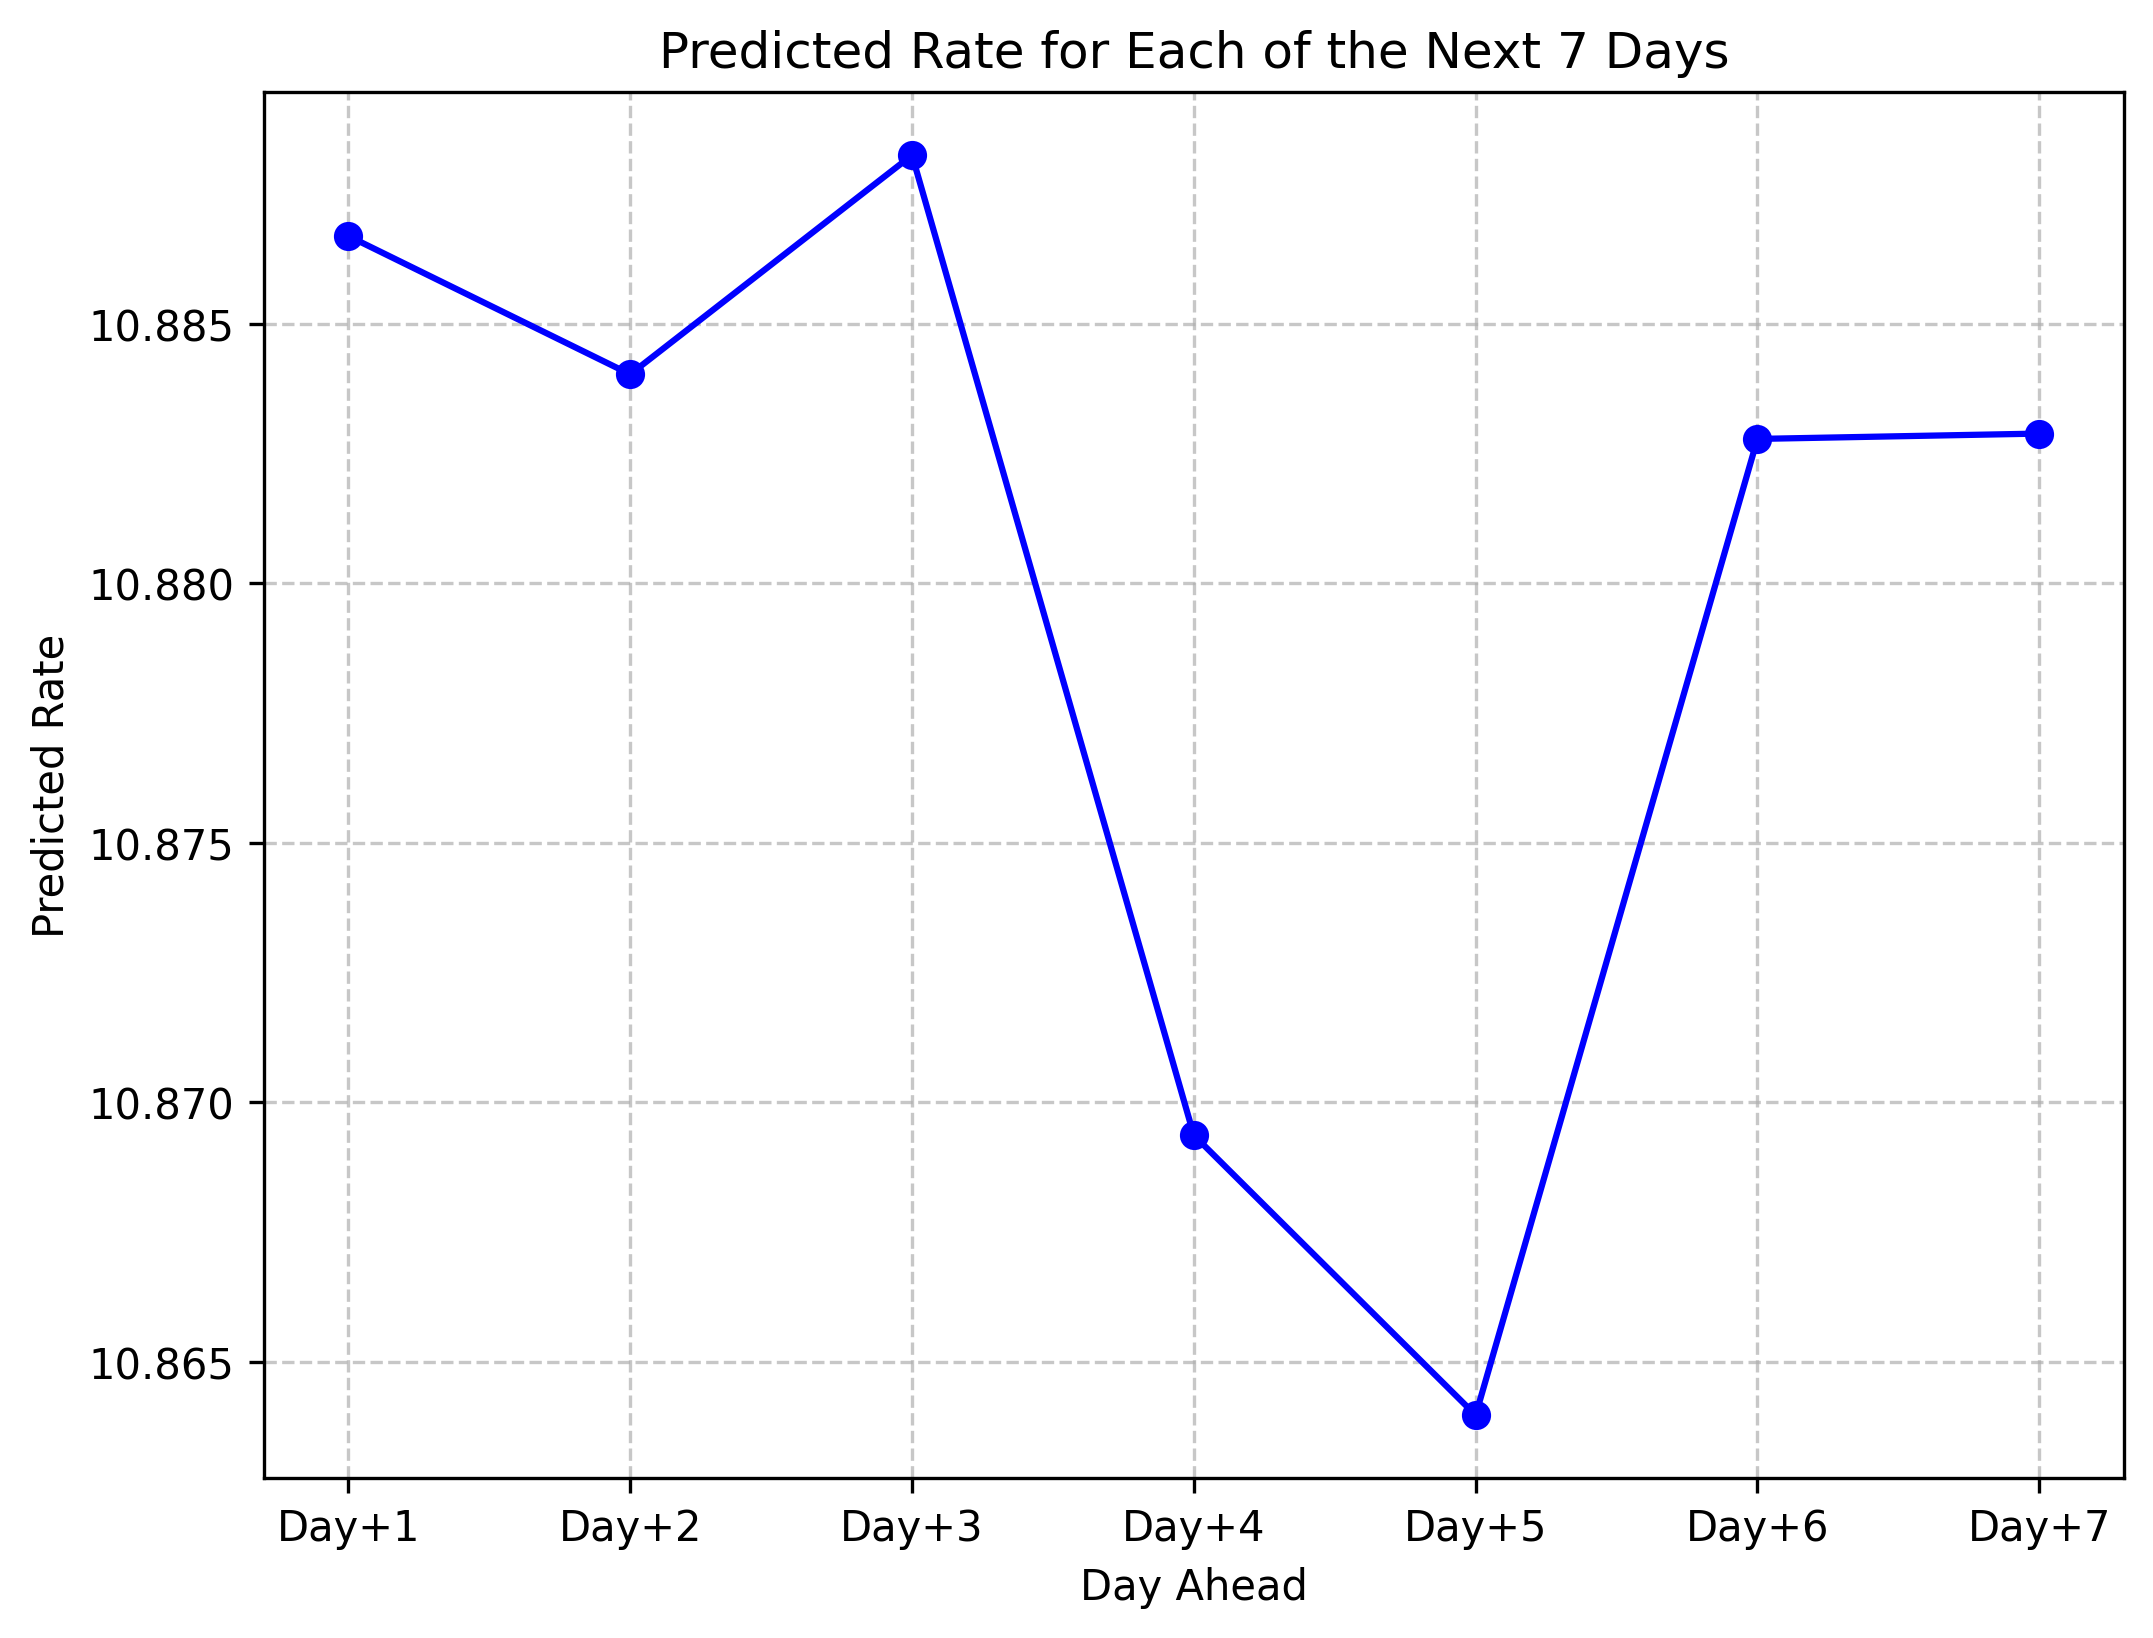 Predicted Rate for Each of the Next 7 Days
Predicted Rate
10.885
10.880
10.875
10.870
10.865
Day+1 Day+2 Day+3 Day+4 Day+5 Day+6 Day+7
Day Ahead